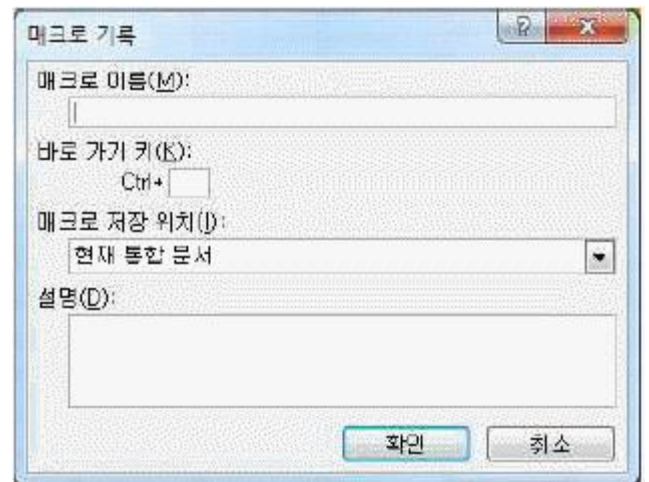 매크로 기록
매크로 이름(M):
바로 가기 키(K):
Ctrl+
매크로 저장 위치(I):
현재 통합 문서
설명(D):
확인 취소